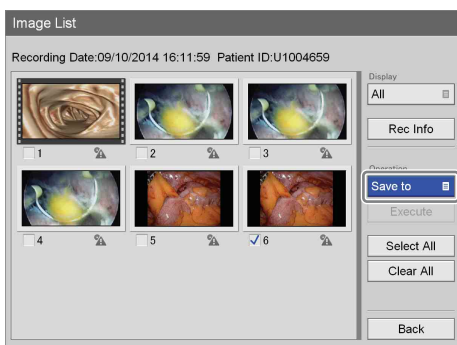 Image List
Recording Date:09/10/2014 16:11:59 Patient ID:U1004659
Display
All
Rec Info
1
2
3
Operation
Save to
Execute
4
5
6
Select All
Clear All
Back